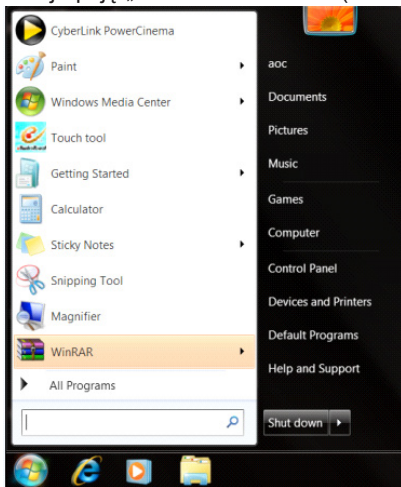 CyberLink PowerCinema
Paint
Windows Media Center
Touch tool
Getting Started
Calculator
Sticky Notes
Snipping Tool
Magnifier
WinRAR
All Programs
aoc
Documents
Pictures
Music
Games
Computer
Control Panel
Devices and Printers
Default Programs
Help and Support
Shut down